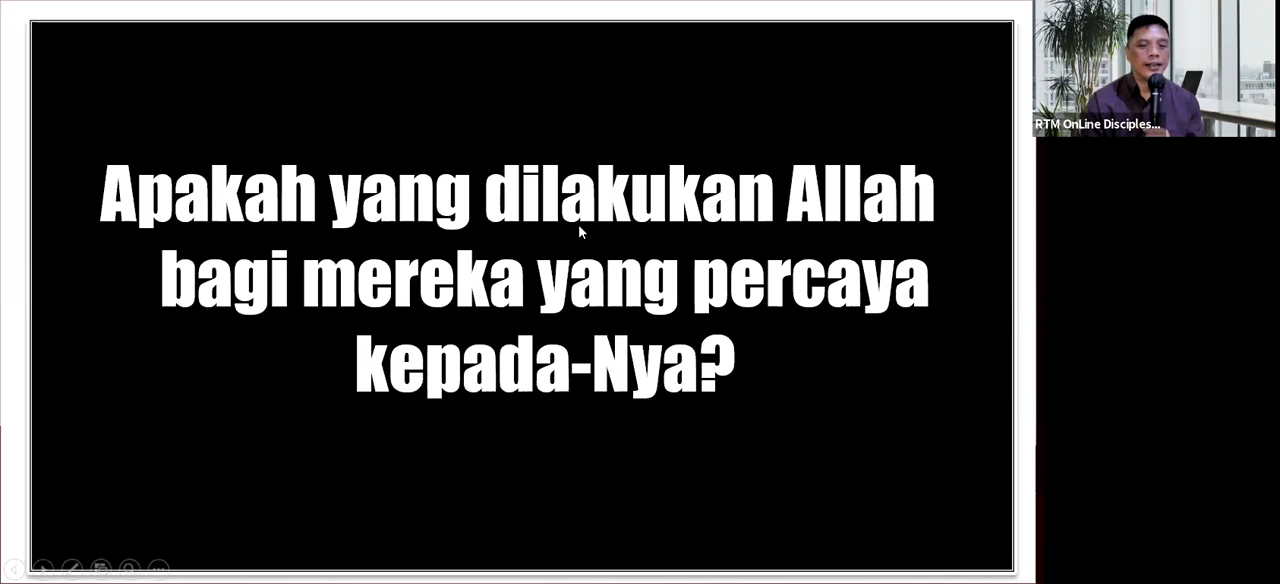 Apakah yang dilakukan Allah
bagi mereka yang percaya
kepada-Nya?
RTM OnLine Disciples...